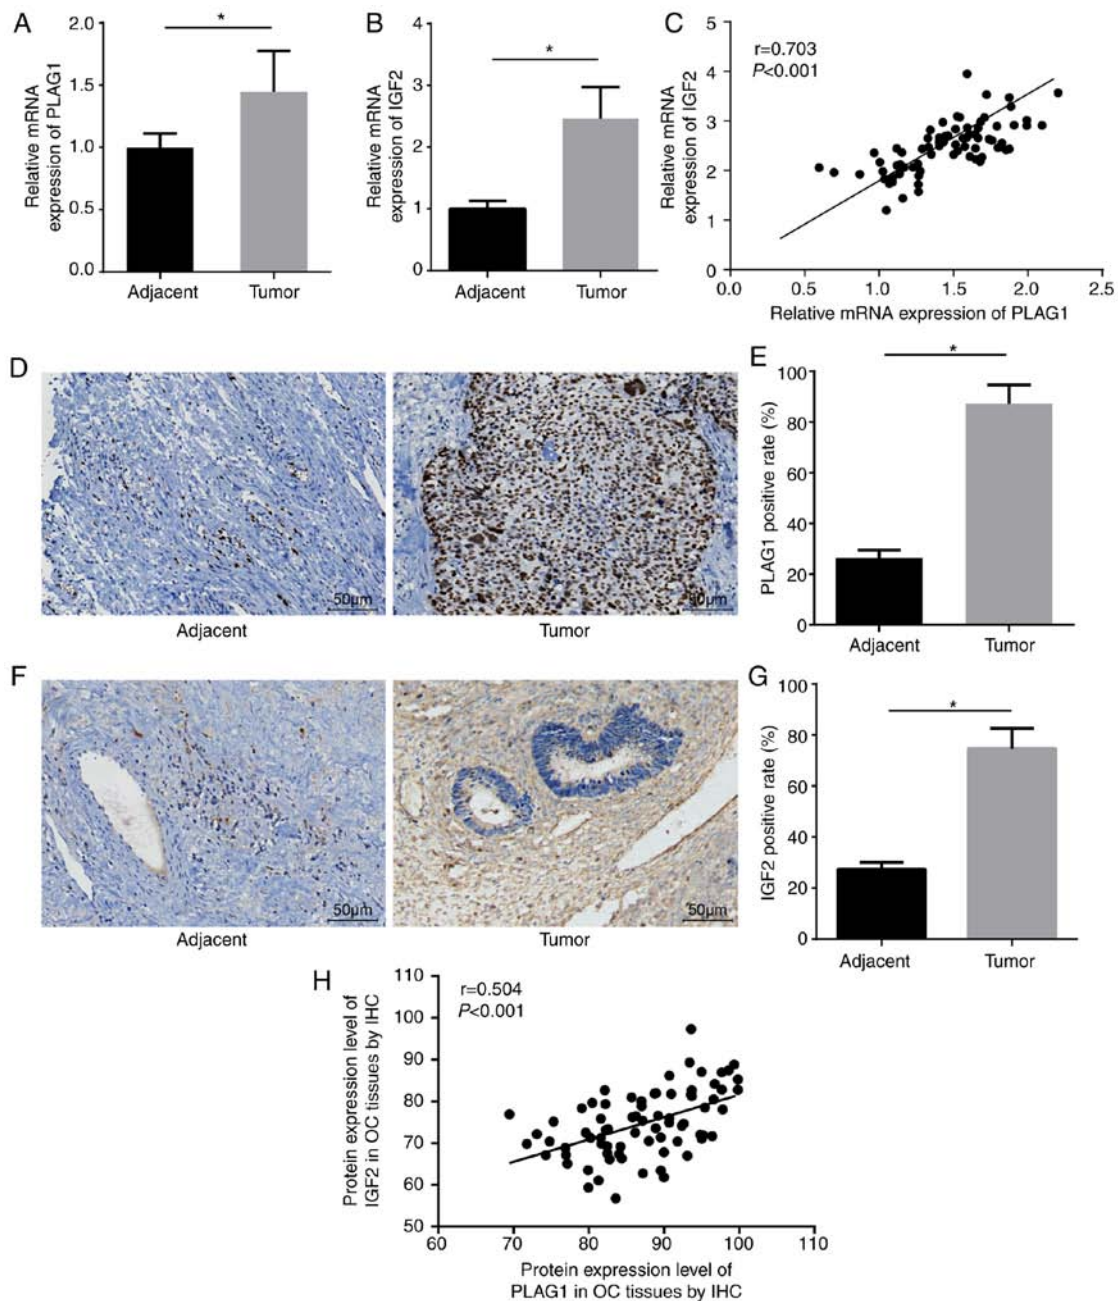 A
Relative mRNA
expression of PLAG1
2.0
1.5
1.0
0.5
0.0
*
Adjacent
Tumor
B
Relative mRNA
expression of IGF2
4
3
2
1
0
*
Adjacent
Tumor
C
Relative mRNA
expression of IGF2
5
4
3
2
1
0
r=0.703
P<0.001
0.0
0.5
1.0
1.5
2.0
2.5
Relative mRNA expression of PLAG1
D
50µm
Adjacent
50µm
Tumor
E
PLAG1 positive rate (%)
100
80
60
40
20
0
*
Adjacent
Tumor
F
50µm
Adjacent
50µm
Tumor
G
IGF2 positive rate (%)
100
80
60
40
20
0
*
Adjacent
Tumor
H
Protein expression level of
IGF2 in OC tissues by IHC
110
100
90
80
70
60
50
r=0.504
P<0.001
60
70
80
90
100
110
Protein expression level of
PLAG1 in OC tissues by IHC